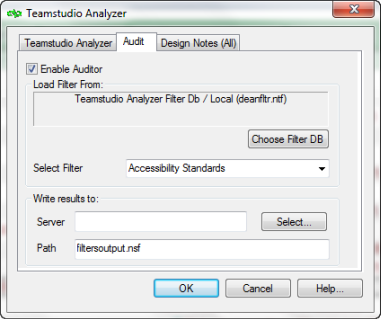 Teamstudio Analyzer
Teamstudio Analyzer Audit Design Notes (All)
Enable Auditor
Load Filter From:
Teamstudio Analyzer Filter Db / Local (deanfltr.ntf)
Choose Filter DB
Select Filter Accessibility Standards
Write results to:
Server Select...
Path filtersoutput.nsf
OK Cancel Help...